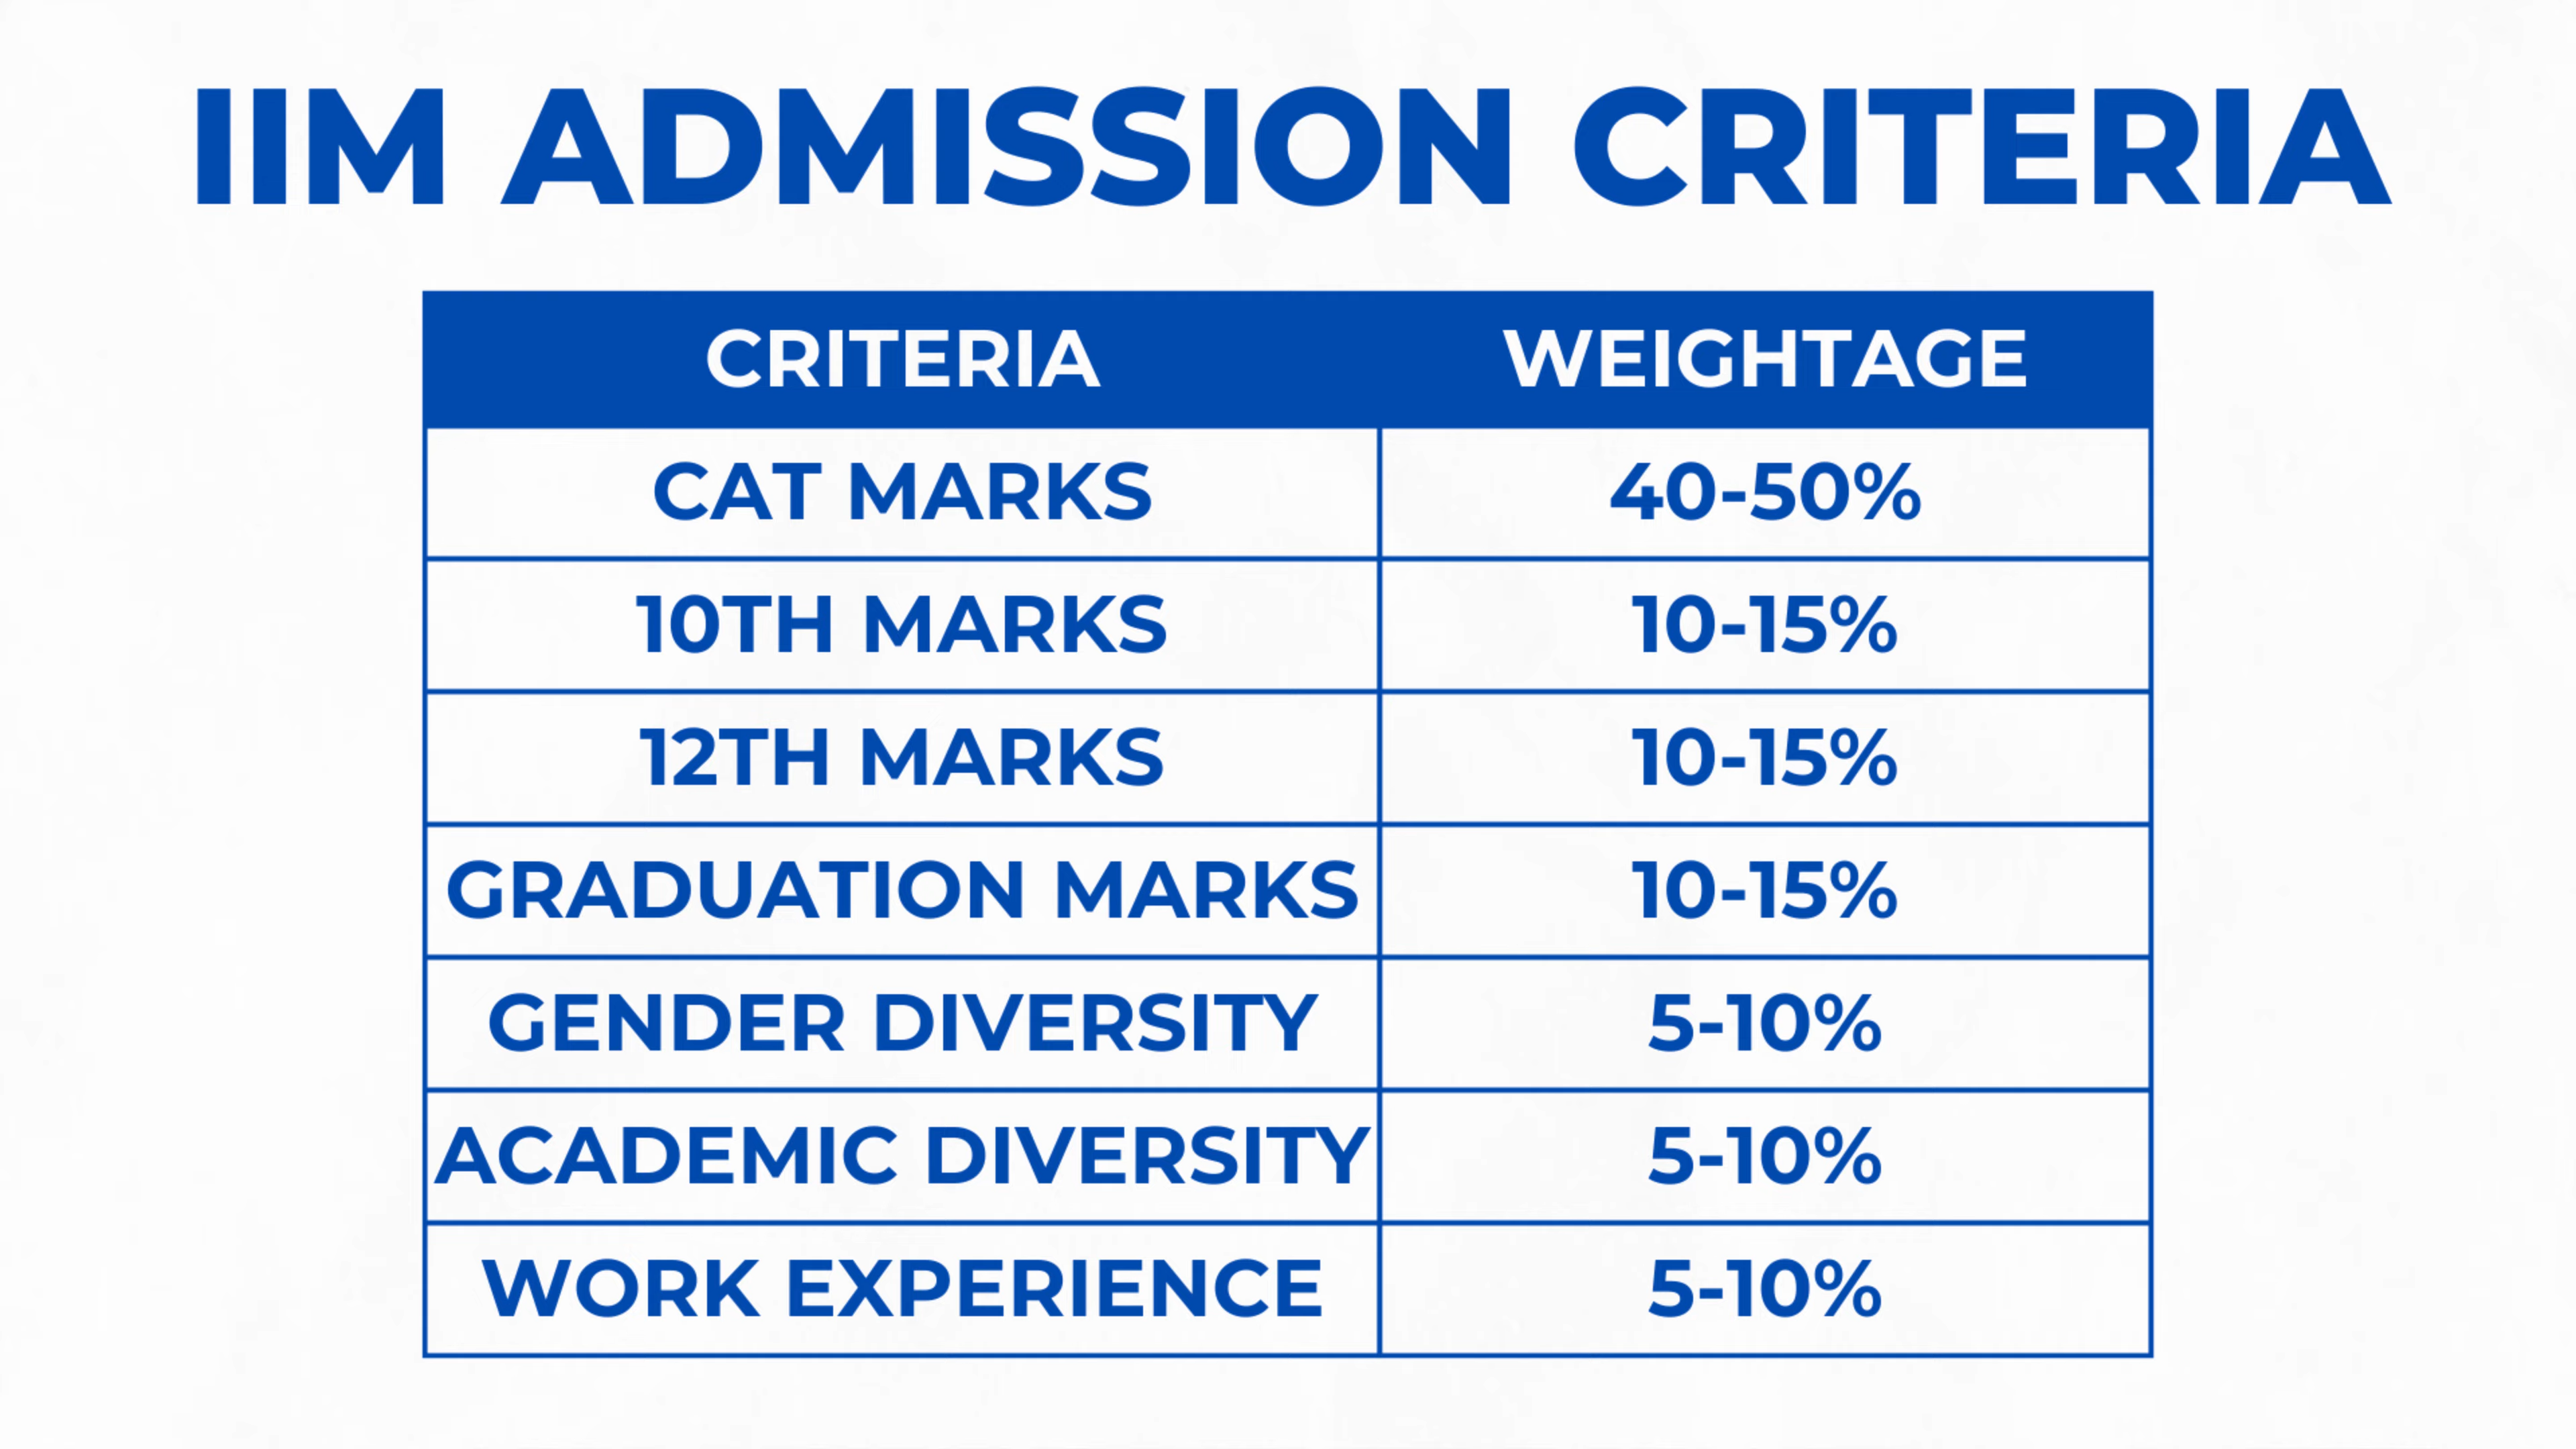 IIM ADMISSION CRITERIA
CRITERIA WEIGHTAGE
CAT MARKS 40-50%
10TH MARKS 10-15%
12TH MARKS 10-15%
GRADUATION MARKS 10-15%
GENDER DIVERSITY 5-10%
ACADEMIC DIVERSITY 5-10%
WORK EXPERIENCE 5-10%